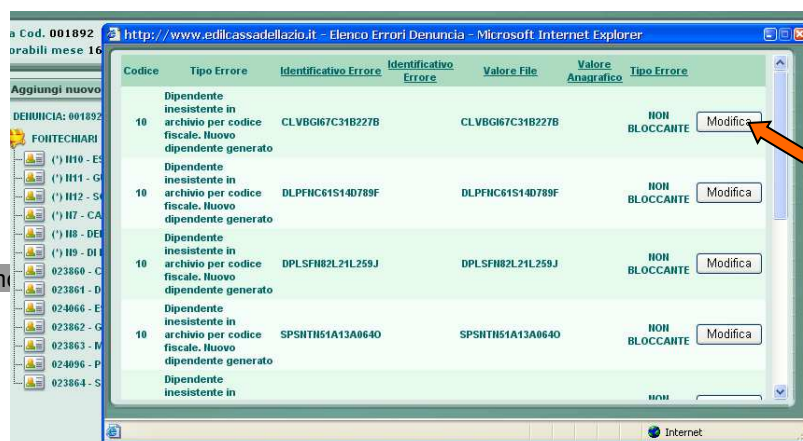 a Cod. 001892
orabili mese 16
Aggiungi nuovo
DENUNCIA: 001892
FONTECHIARI
(*) N10 - ES
(*) N11 - G
(*) N12 - S
(*) N7 - CA
(*) N8 - DE
(*) N9 - DI
023860 - C
023861 - D
024066 - E
023862 - G
023863 - M
024096 - P
023864 - S
http://www.edilcassadellazio.it - Elenco Errori Denuncia - Microsoft Internet Explorer
Codice Tipo Errore Identificativo Errore Identificativo Errore Valore File Valore Anagrafico Tipo Errore
10 Dipendente inesistente in archivio per codice fiscale. Nuovo dipendente generato CLVBGI67C31B227B CLVBGI67C31B227B NON BLOCCANTE Modifica
10 Dipendente inesistente in archivio per codice fiscale. Nuovo dipendente generato DLPFNC61S14D789F DLPFNC61S14D789F NON BLOCCANTE Modifica
10 Dipendente inesistente in archivio per codice fiscale. Nuovo dipendente generato DPLSFN82L21L259J DPLSFN82L21L259J NON BLOCCANTE Modifica
10 Dipendente inesistente in archivio per codice fiscale. Nuovo dipendente generato SPSNTN51A13A064O SPSNTN51A13A064O NON BLOCCANTE Modifica
Dipendente inesistente in
NON
Internet